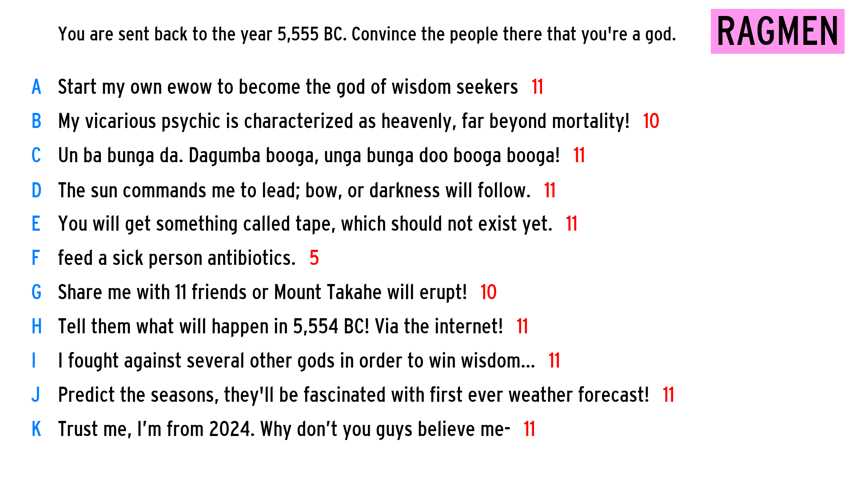 You are sent back to the year 5,555 BC. Convince the people there that you're a god.
RAGMEN
A Start my own ewow to become the god of wisdom seekers 11
B My vicarious psychic is characterized as heavenly, far beyond mortality! 10
C Un ba bunga da. Dagumba booga, unga bunga doo booga booga! 11
D The sun commands me to lead; bow, or darkness will follow. 11
E You will get something called tape, which should not exist yet. 11
F feed a sick person antibiotics. 5
G Share me with 11 friends or Mount Takahe will erupt! 10
H Tell them what will happen in 5,554 BC! Via the internet! 11
I I fought against several other gods in order to win wisdom... 11
J Predict the seasons, they'll be fascinated with first ever weather forecast! 11
K Trust me, I’m from 2024. Why don’t you guys believe me- 11